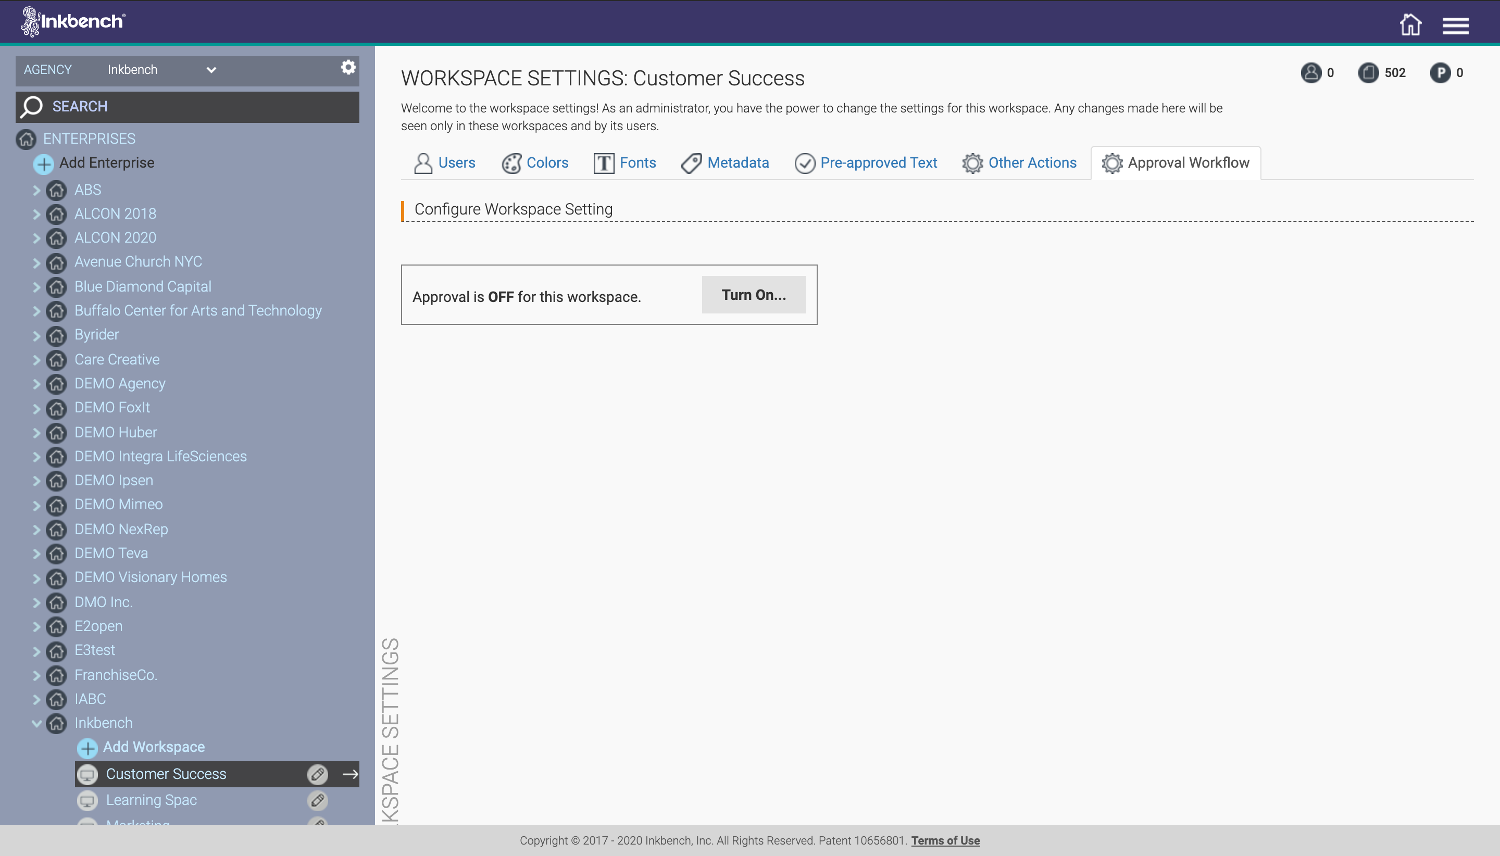 Inkbench
AGENCY Inkbench
SEARCH
ENTERPRISES
Add Enterprise
ABS
ALCON 2018
ALCON 2020
Avenue Church NYC
Blue Diamond Capital
Buffalo Center for Arts and Technology
Byrider
Care Creative
DEMO Agency
DEMO FoxIt
DEMO Huber
DEMO Integra LifeSciences
DEMO Ipsen
DEMO Mimeo
DEMO NexRep
DEMO Teva
DEMO Visionary Homes
DMO Inc.
E2open
E3test
FranchiseCo.
IABC
Inkbench
Add Workspace
Customer Success
Learning Spac
Marketing
KSPACE SETTINGS
WORKSPACE SETTINGS: Customer Success
0 502 P 0
Welcome to the workspace settings! As an administrator, you have the power to change the settings for this workspace. Any changes made here will be
seen only in these workspaces and by its users.
Users Colors T Fonts Metadata Pre-approved Text Other Actions Approval Workflow
Configure Workspace Setting
Approval is OFF for this workspace. Turn On...
Copyright © 2017 - 2020 Inkbench, Inc. All Rights Reserved. Patent 10656801. Terms of Use